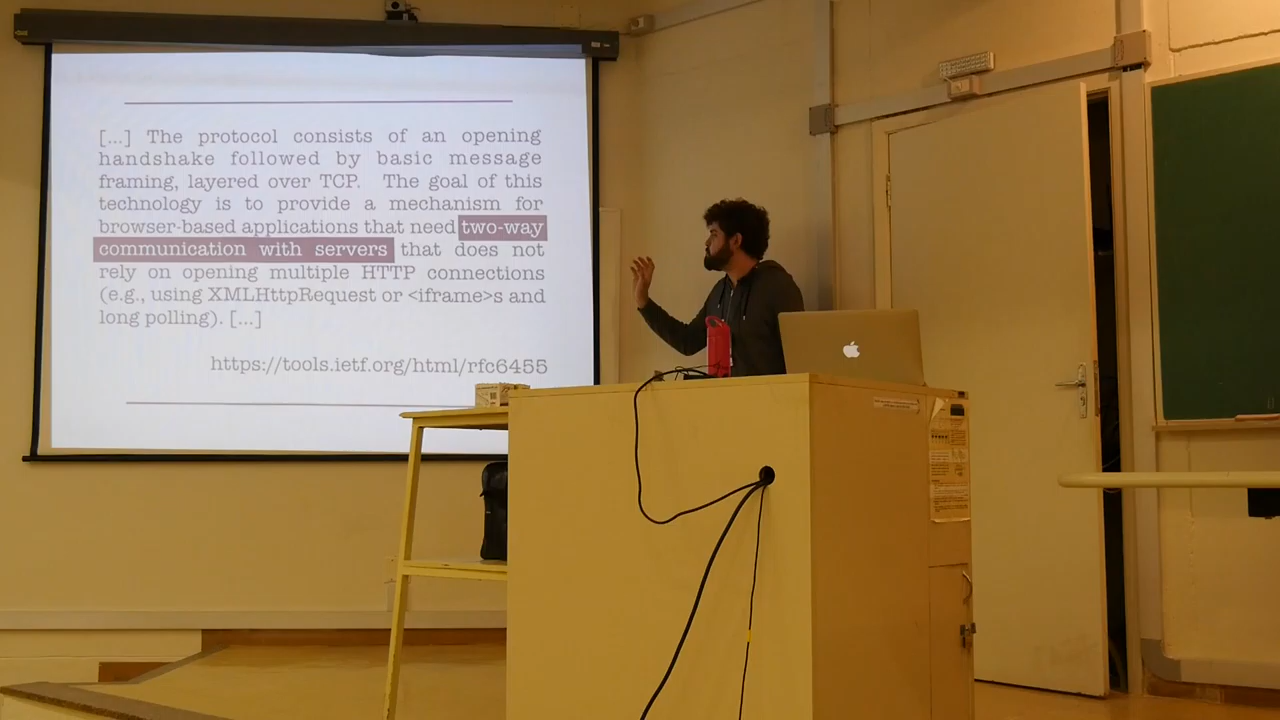 [...] The protocol consists of an opening
handshake followed by basic message
framing, layered over TCP. The goal of this
technology is to provide a mechanism for
browser-based applications that need two-way
communication with servers that does not
rely on opening multiple HTTP connections
(e.g., using XMLHttpRequest or <iframe>s and
long polling). [...]
https://tools.ietf.org/html/rfc6455